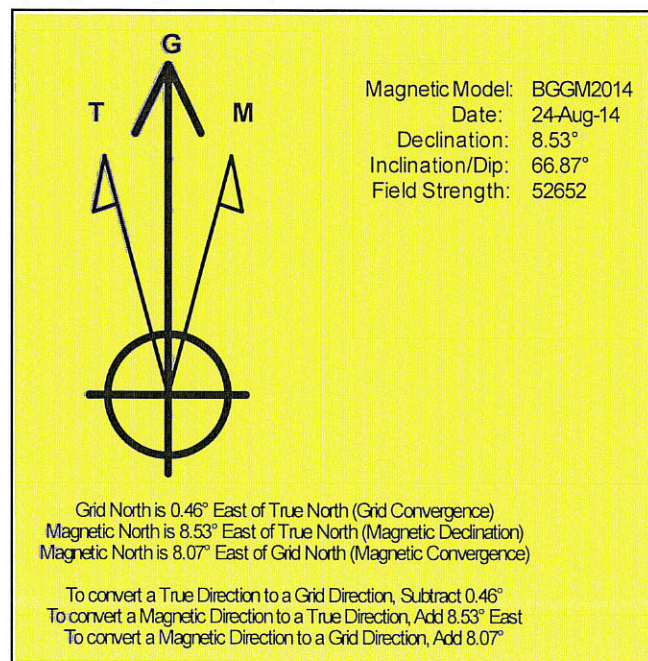 G
T
M
Magnetic Model: BGGM2014
Date: 24-Aug-14
Declination: 8.53°
Inclination/Dip: 66.87°
Field Strength: 52652
Grid North is 0.46° East of True North (Grid Convergence)
Magnetic North is 8.53° East of True North (Magnetic Declination)
Magnetic North is 8.07° East of Grid North (Magnetic Convergence)
To convert a True Direction to a Grid Direction, Subtract 0.46°
To convert a Magnetic Direction to a True Direction, Add 8.53° East
To convert a Magnetic Direction to a Grid Direction, Add 8.07°